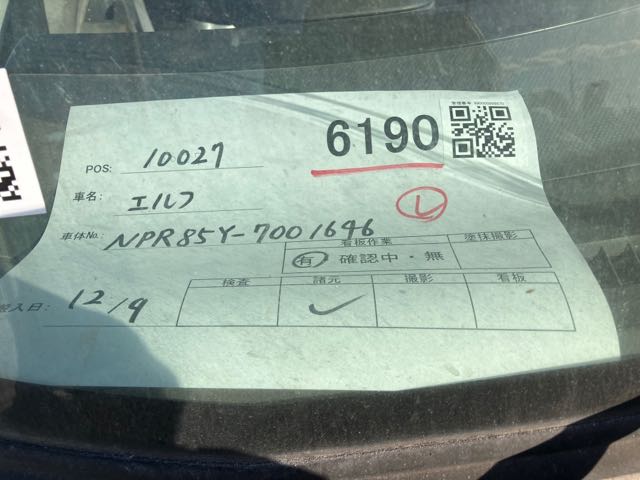 6190
POS: 10027
車名: エルフ
レ
車体No.: NPR85Y-7001646
看板作業 塗抹撮影
有 確認中・無
検査 諸元 撮影 看板
入日: 12/9 ✓